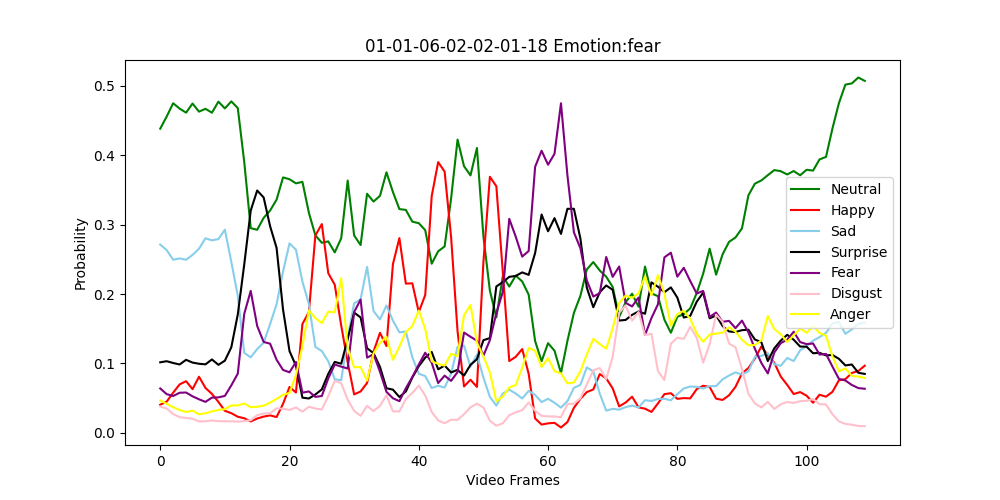 01-01-06-02-02-01-18 Emotion:fear
Probability
0.5
0.4
0.3
0.2
0.1
0.0
0 20 40 60 80 100
Video Frames
Neutral
Happy
Sad
Surprise
Fear
Disgust
Anger